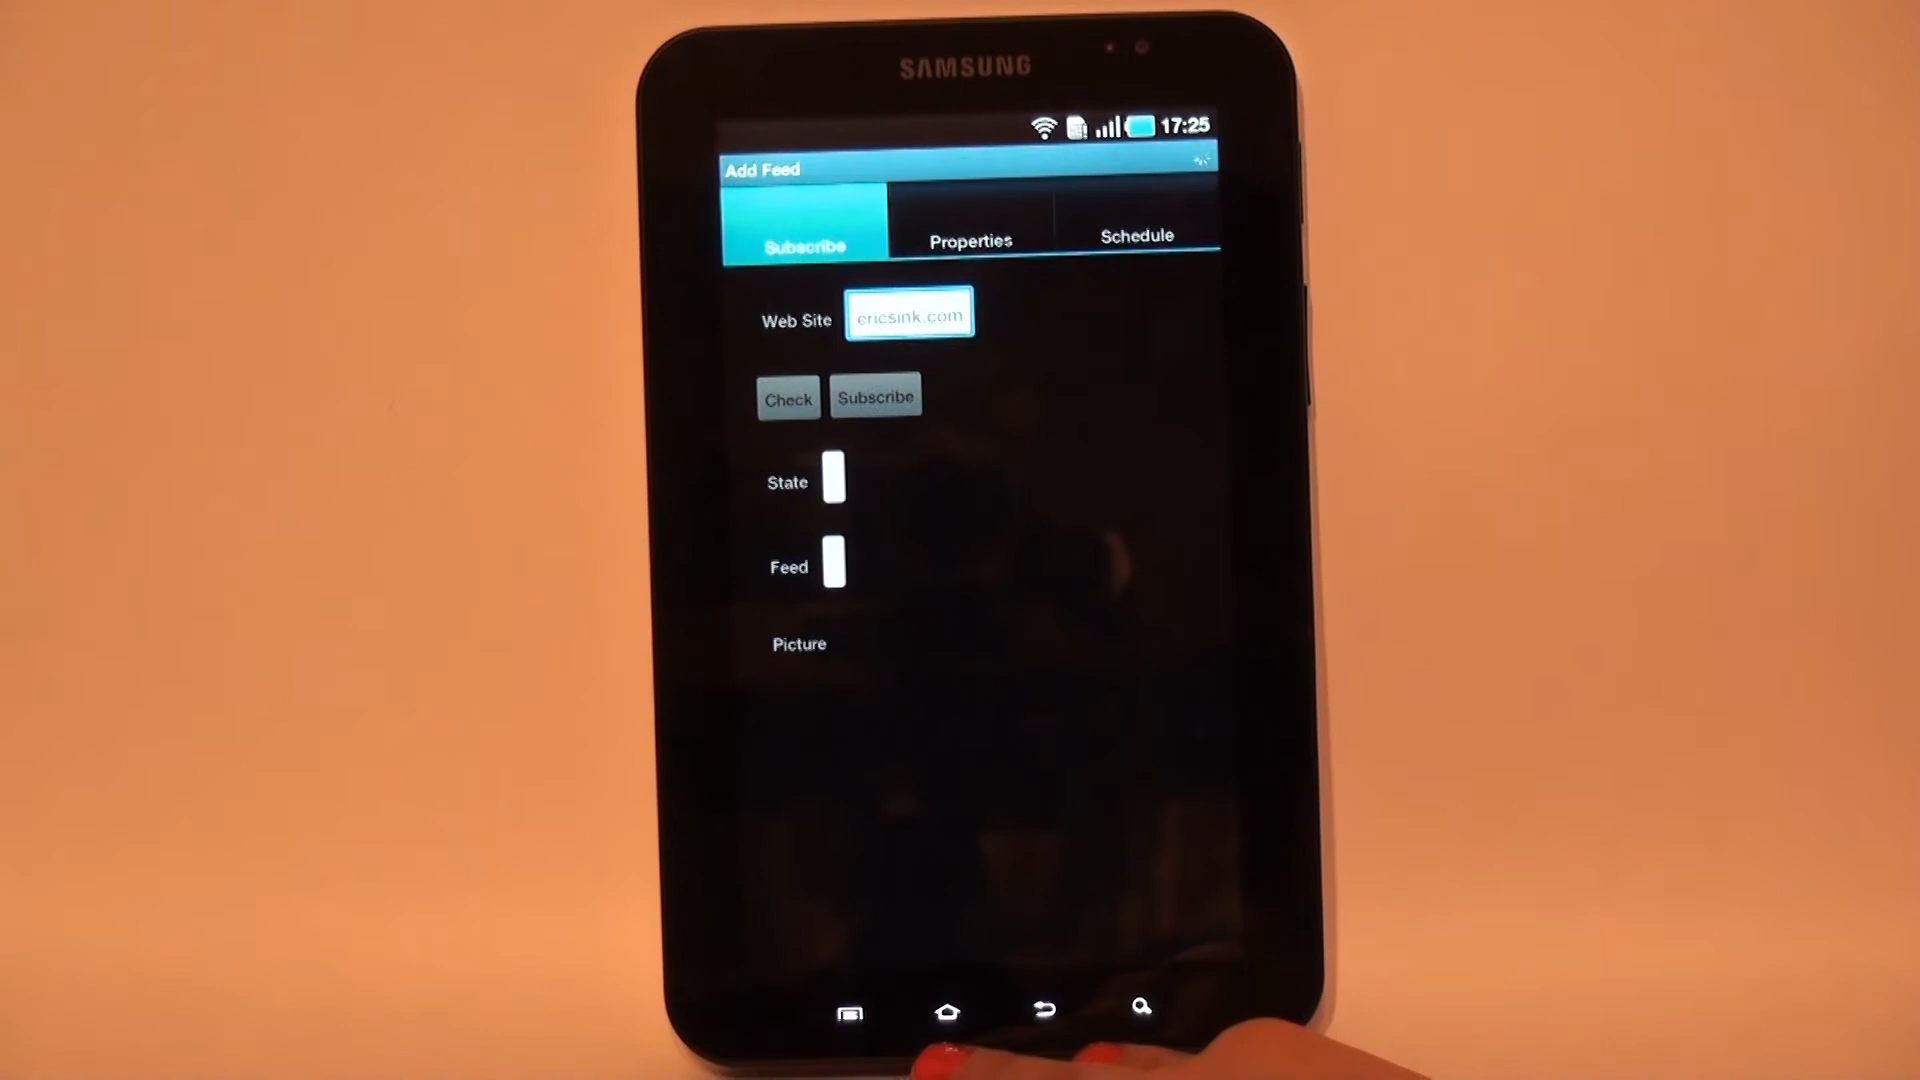 SAMSUNG
17:25
Add Feed
Subscribe Properties Schedule
Web Site ericsink.com
Check Subscribe
State
Feed
Picture